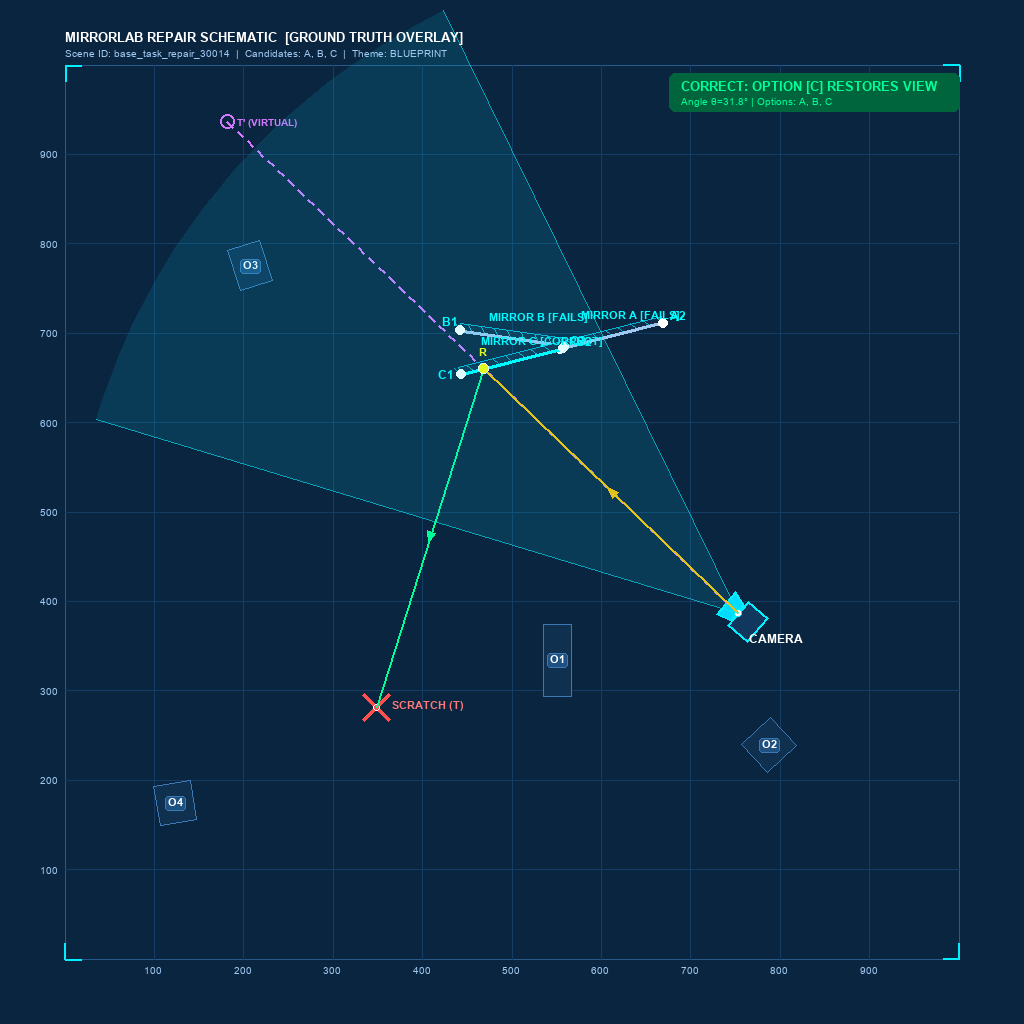 MIRRORLAB REPAIR SCHEMATIC [GROUND TRUTH OVERLAY]
Scene ID: base_task_repair_30014 | Candidates: A, B, C | Theme: BLUEPRINT
CORRECT: OPTION [C] RESTORES VIEW
Angle θ=31.8° | Options: A, B, C
T' (VIRTUAL)
900
800
O3
700
B1
MIRROR B [FAILS]
MIRROR A [FAILS]
MIRROR C [CORRECT]
R
C1
600
500
400
CAMERA
O1
300
SCRATCH (T)
O2
200
O4
100
100 200 300 400 500 600 700 800 900